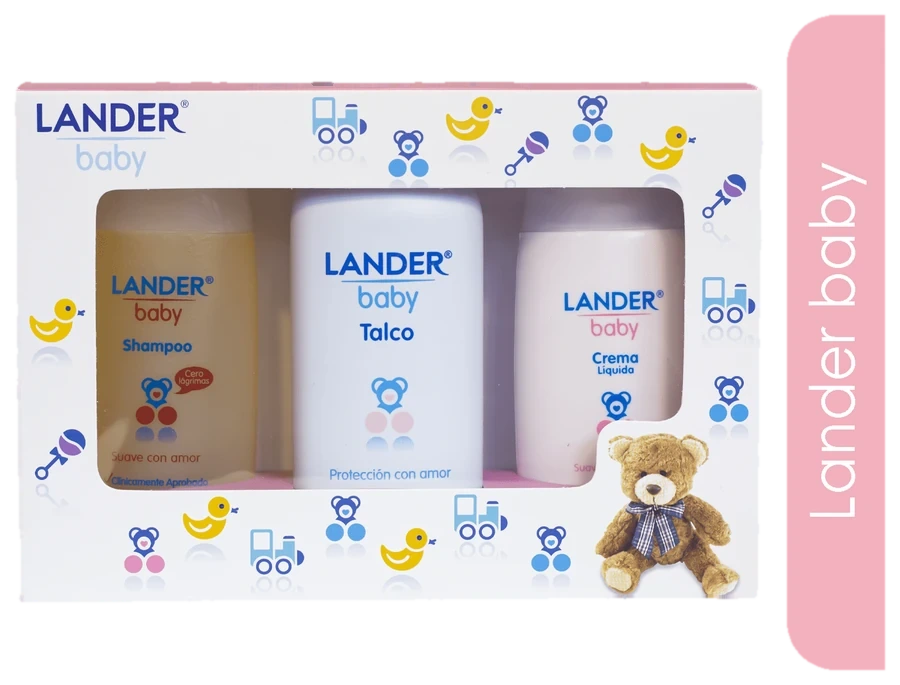 LANDER®
baby
LANDER®
baby
Shampoo
Cero
lágrimas
Suave con amor
Clínicamente Aprobado
LANDER®
baby
Talco
Protección con amor
LANDER®
baby
Crema
Líquida
Lander baby